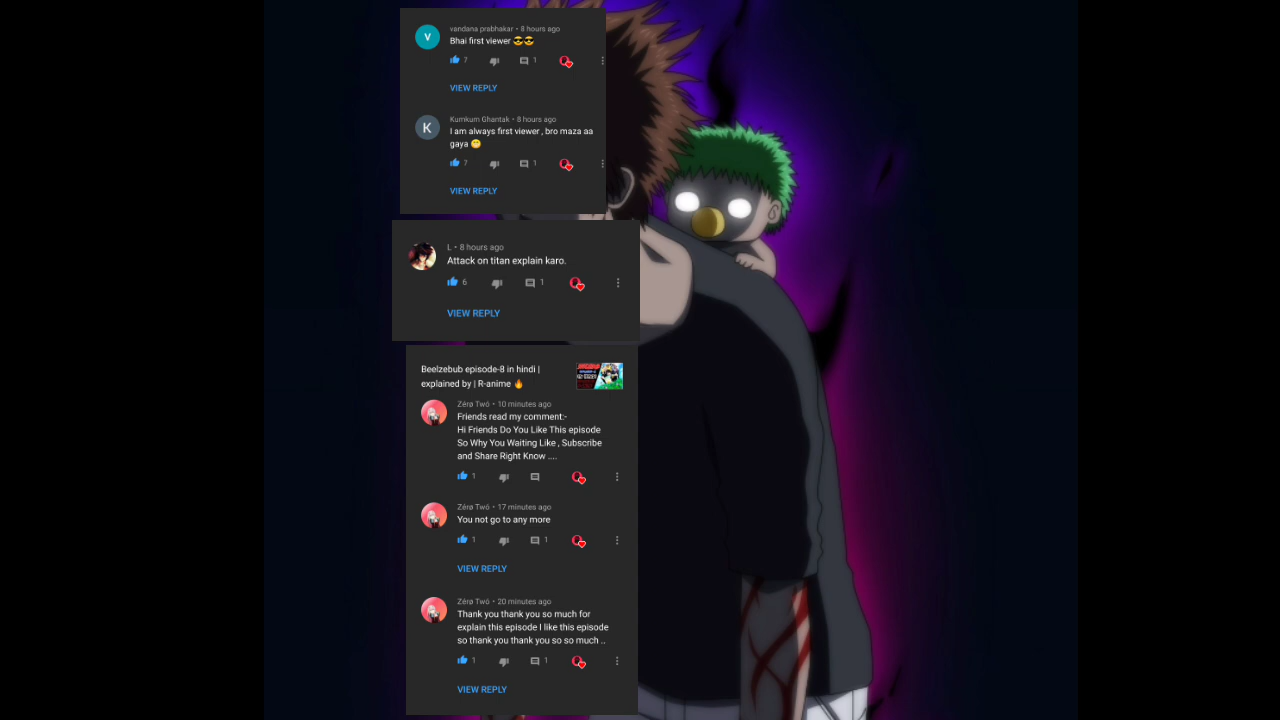 V
vandana prabhakar • 8 hours ago
Bhai first viewer 😎😎
7
1
VIEW REPLY
K
Kumkum Ghantak • 8 hours ago
I am always first viewer , bro maza aa
gaya 😁
7
1
VIEW REPLY
L • 8 hours ago
Attack on titan explain karo.
6
1
VIEW REPLY
Beelzebub episode-8 in hindi |
explained by | R-anime 🔥
Zérø Twó • 10 minutes ago
Friends read my comment:-
Hi Friends Do You Like This episode
So Why You Waiting Like , Subscribe
and Share Right Know ....
1
Zérø Twó • 17 minutes ago
You not go to any more
1
1
VIEW REPLY
Zérø Twó • 20 minutes ago
Thank you thank you so much for
explain this episode I like this episode
so thank you thank you so so much ..
1
1
VIEW REPLY